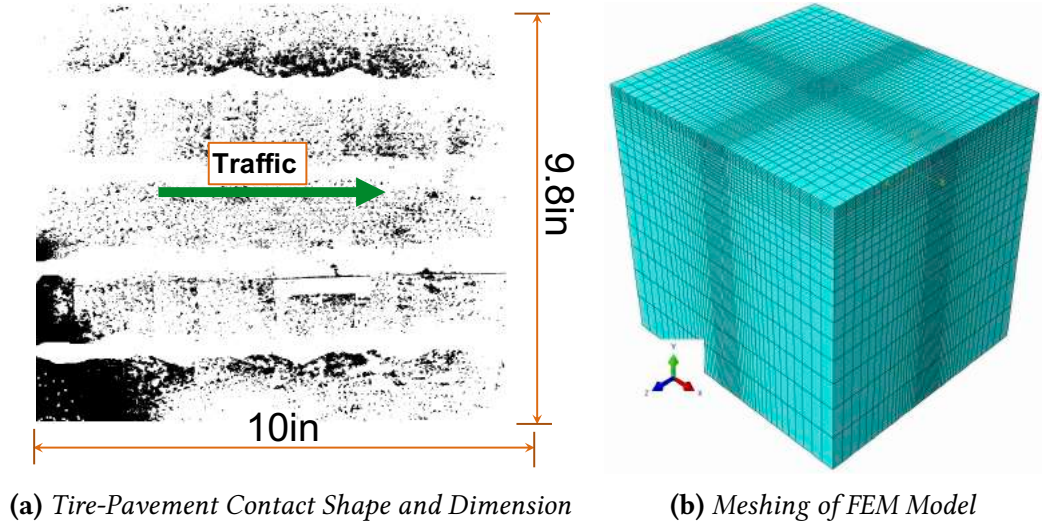 Traffic
9.8in
10in
Y
Z
X
(a) Tire-Pavement Contact Shape and Dimension
(b) Meshing of FEM Model